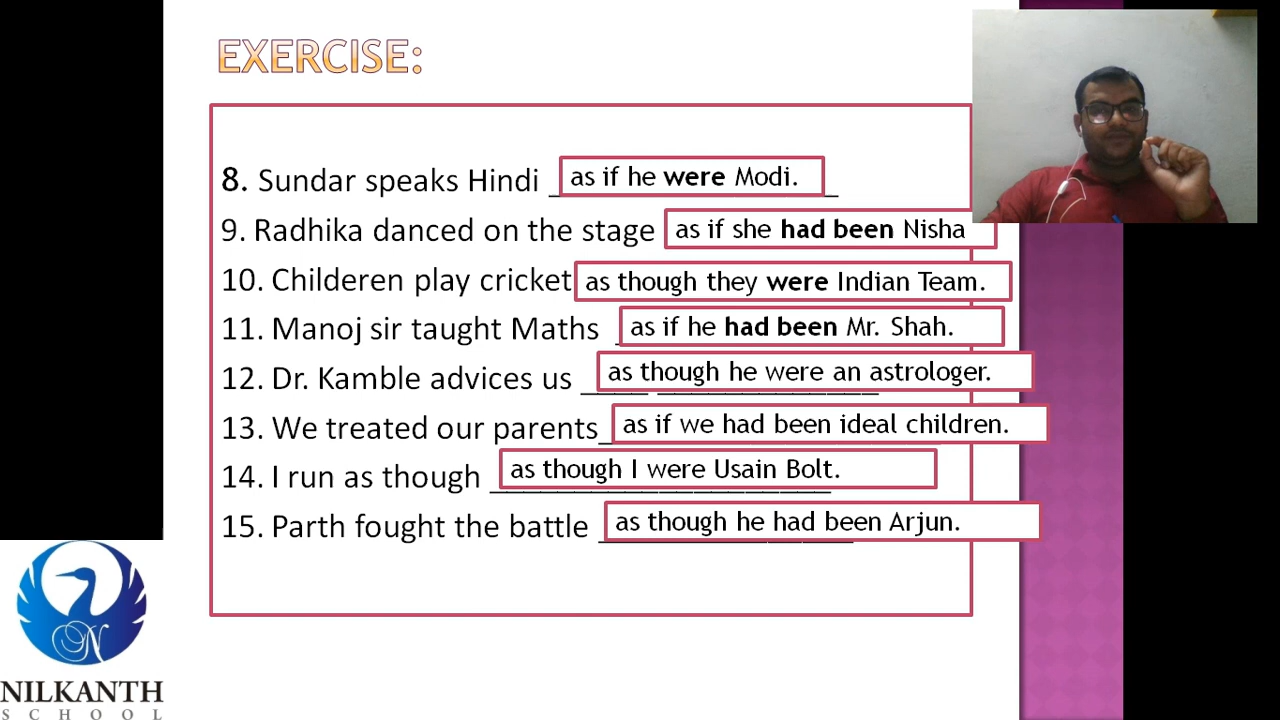 EXERCISE:
8. Sundar speaks Hindi _ as if he were Modi. _
9. Radhika danced on the stage as if she had been Nisha
10. Childeren play cricket as though they were Indian Team.
11. Manoj sir taught Maths _ as if he had been Mr. Shah.
12. Dr. Kamble advices us ____ as though he were an astrologer.
13. We treated our parents_ as if we had been ideal children.
14. I run as though as though I were Usain Bolt.
15. Parth fought the battle as though he had been Arjun.
N
NILKANTH
SCHOOL